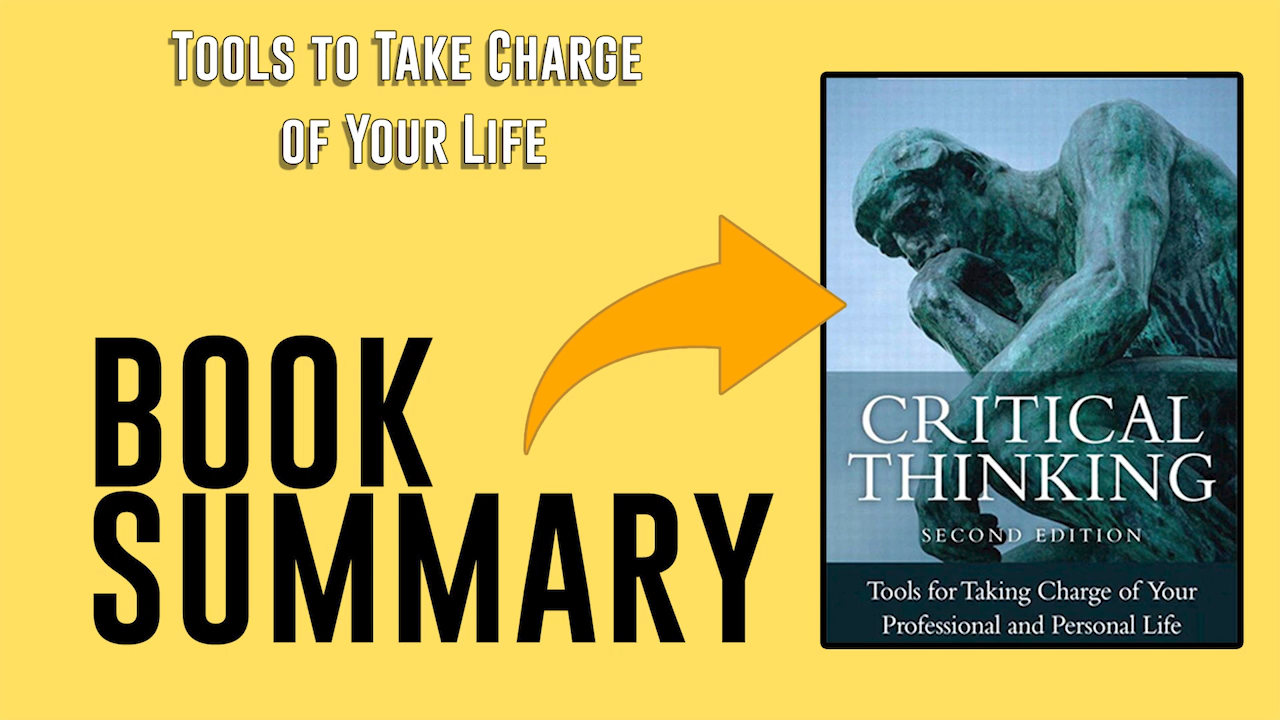 Tools to Take Charge
of Your Life
BOOK
SUMMARY
CRITICAL
THINKING
SECOND EDITION
Tools for Taking Charge of Your
Professional and Personal Life